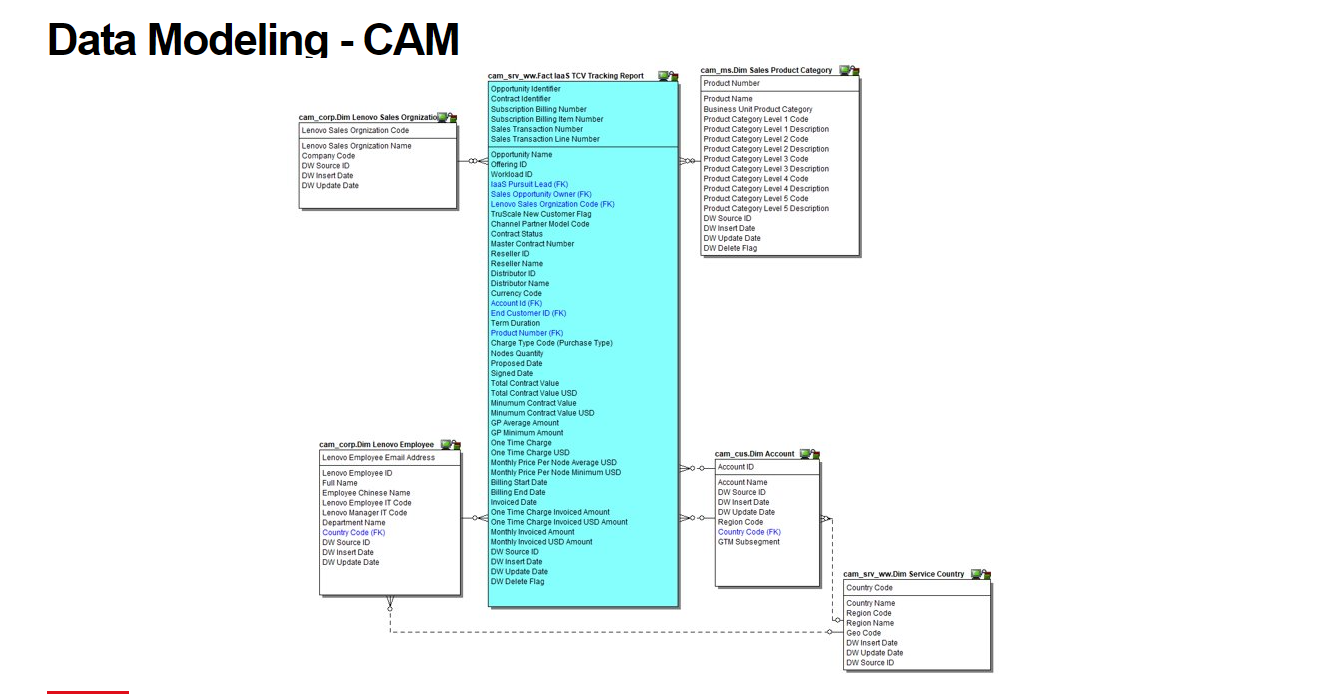 Data Modeling - CAM
cam_corp.Dim Lenovo Sales Orgnizatio
Lenovo Sales Orgnization Code
Lenovo Sales Orgnization Name
Company Code
DW Source ID
DW Insert Date
DW Update Date
cam_srv_ww.Fact IaaS TCV Tracking Report
Opportunity Identifier
Contract Identifier
Subscription Billing Number
Subscription Billing Item Number
Sales Transaction Number
Sales Transaction Line Number
Opportunity Name
Offering ID
Workload ID
IaaS Pursuit Lead (FK)
Sales Opportunity Owner (FK)
Lenovo Sales Orgnization Code (FK)
TruScale New Customer Flag
Channel Partner Model Code
Contract Status
Master Contract Number
Reseller ID
Reseller Name
Distributor ID
Distributor Name
Currency Code
Account Id (FK)
End Customer ID (FK)
Term Duration
Product Number (FK)
Charge Type Code (Purchase Type)
Nodes Quantity
Proposed Date
Signed Date
Total Contract Value
Total Contract Value USD
Minumum Contract Value
Minumum Contract Value USD
GP Average Amount
GP Minimum Amount
One Time Charge
One Time Charge USD
Monthly Price Per Node Average USD
Monthly Price Per Node Minimum USD
Billing Start Date
Billing End Date
Invoiced Date
One Time Charge Invoiced Amount
One Time Charge Invoiced USD Amount
Monthly Invoiced Amount
Monthly Invoiced USD Amount
DW Source ID
DW Insert Date
DW Update Date
DW Delete Flag
cam_ms.Dim Sales Product Category
Product Number
Product Name
Business Unit Product Category
Product Category Level 1 Code
Product Category Level 1 Description
Product Category Level 2 Code
Product Category Level 2 Description
Product Category Level 3 Code
Product Category Level 3 Description
Product Category Level 4 Code
Product Category Level 4 Description
Product Category Level 5 Code
Product Category Level 5 Description
DW Source ID
DW Insert Date
DW Update Date
DW Delete Flag
cam_corp.Dim Lenovo Employee
Lenovo Employee Email Address
Lenovo Employee ID
Full Name
Employee Chinese Name
Lenovo Employee IT Code
Lenovo Manager IT Code
Department Name
Country Code (FK)
DW Source ID
DW Insert Date
DW Update Date
cam_cus.Dim Account
Account ID
Account Name
DW Source ID
DW Insert Date
DW Update Date
Region Code
Country Code (FK)
GTM Subsegment
cam_srv_ww.Dim Service Country
Country Code
Country Name
Region Code
Region Name
Geo Code
DW Insert Date
DW Update Date
DW Source ID